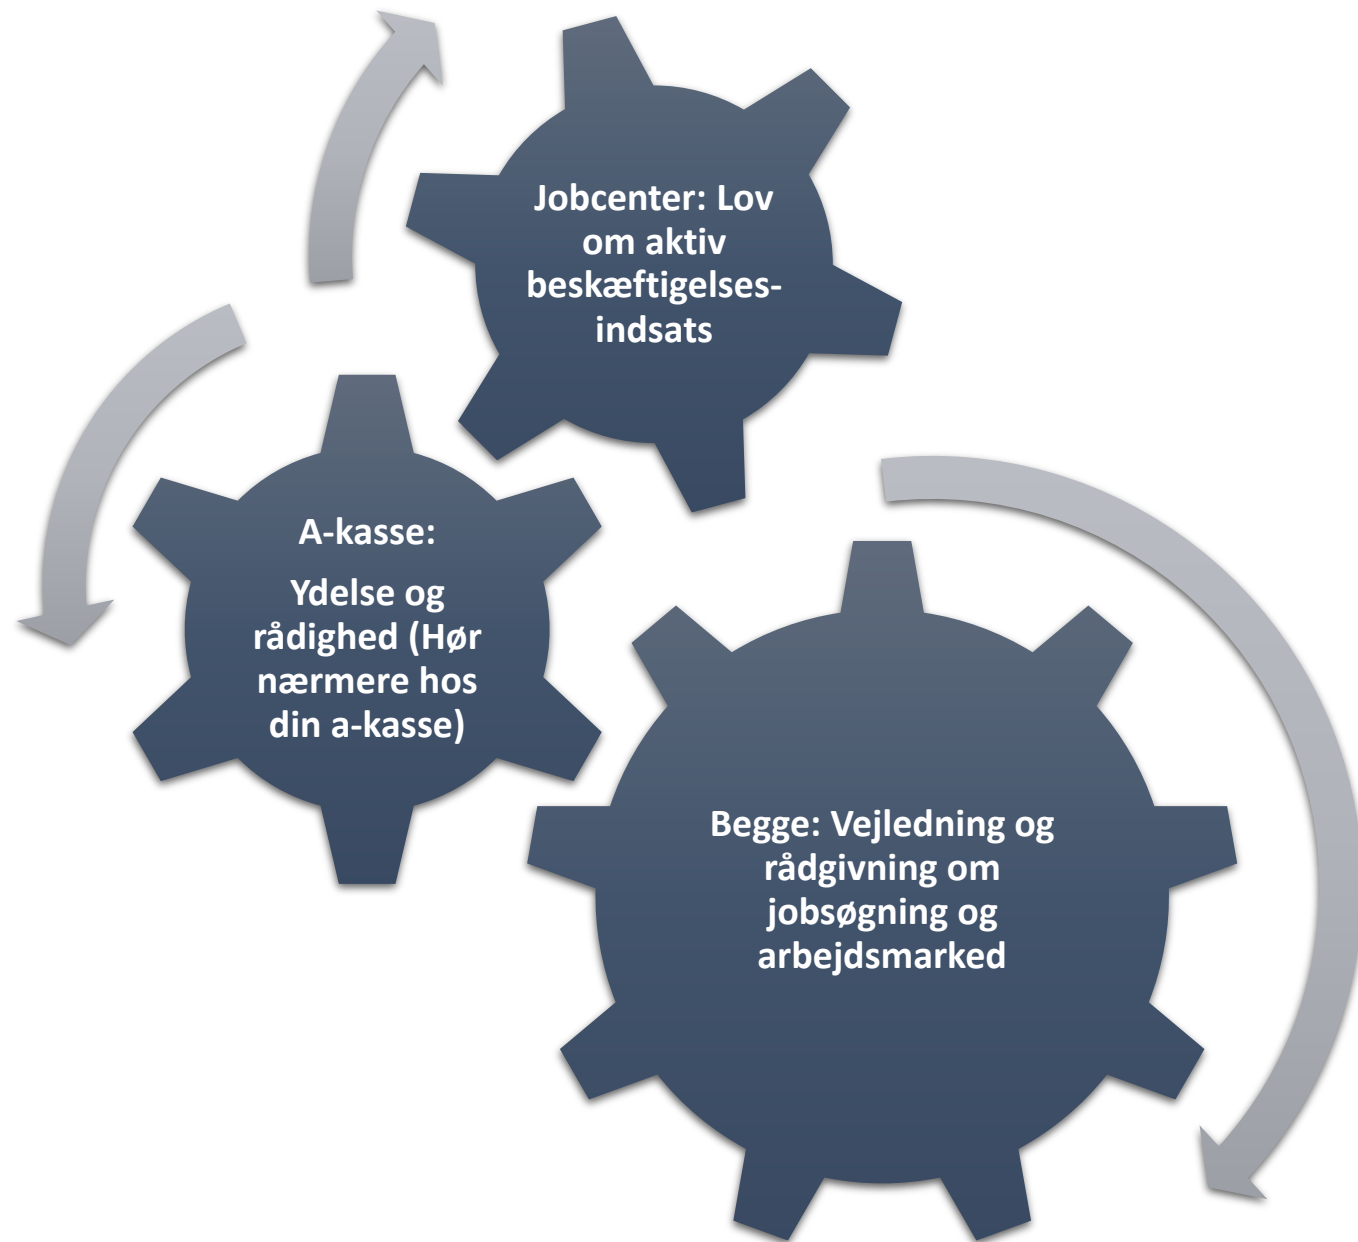 Jobcenter: Lov
om aktiv
beskæftigelses-
indsats
A-kasse:
Ydelse og
rådighed (Hør
nærmere hos
din a-kasse)
Begge: Vejledning og
rådgivning om
jobsøgning og
arbejdsmarked